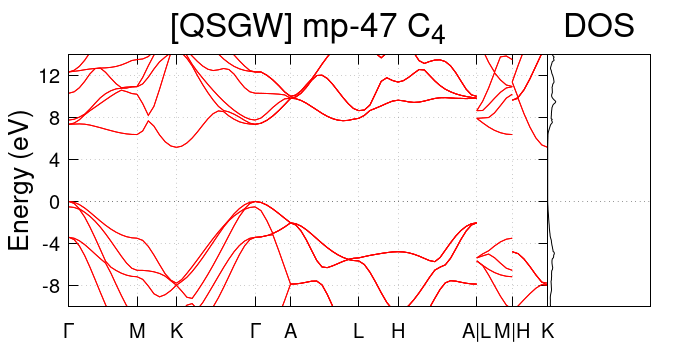 [QSGW] mp-47 C4 DOS
Energy (eV)
12
8
4
0
-4
-8
Γ M K Γ A L H A|L M|H K